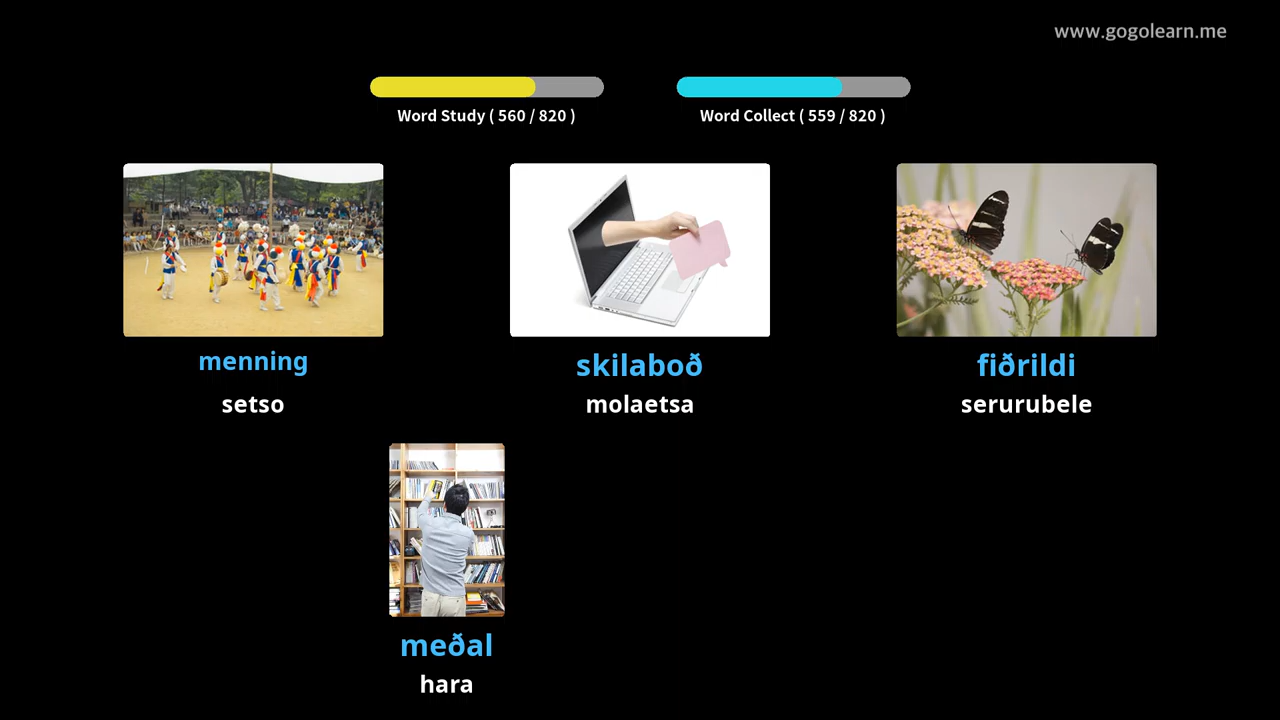 www.gogolearn.me
Word Study ( 560 / 820 )
Word Collect ( 559 / 820 )
menning
setso
skilaboð
molaetsa
fiðrildi
serurubele
meðal
hara